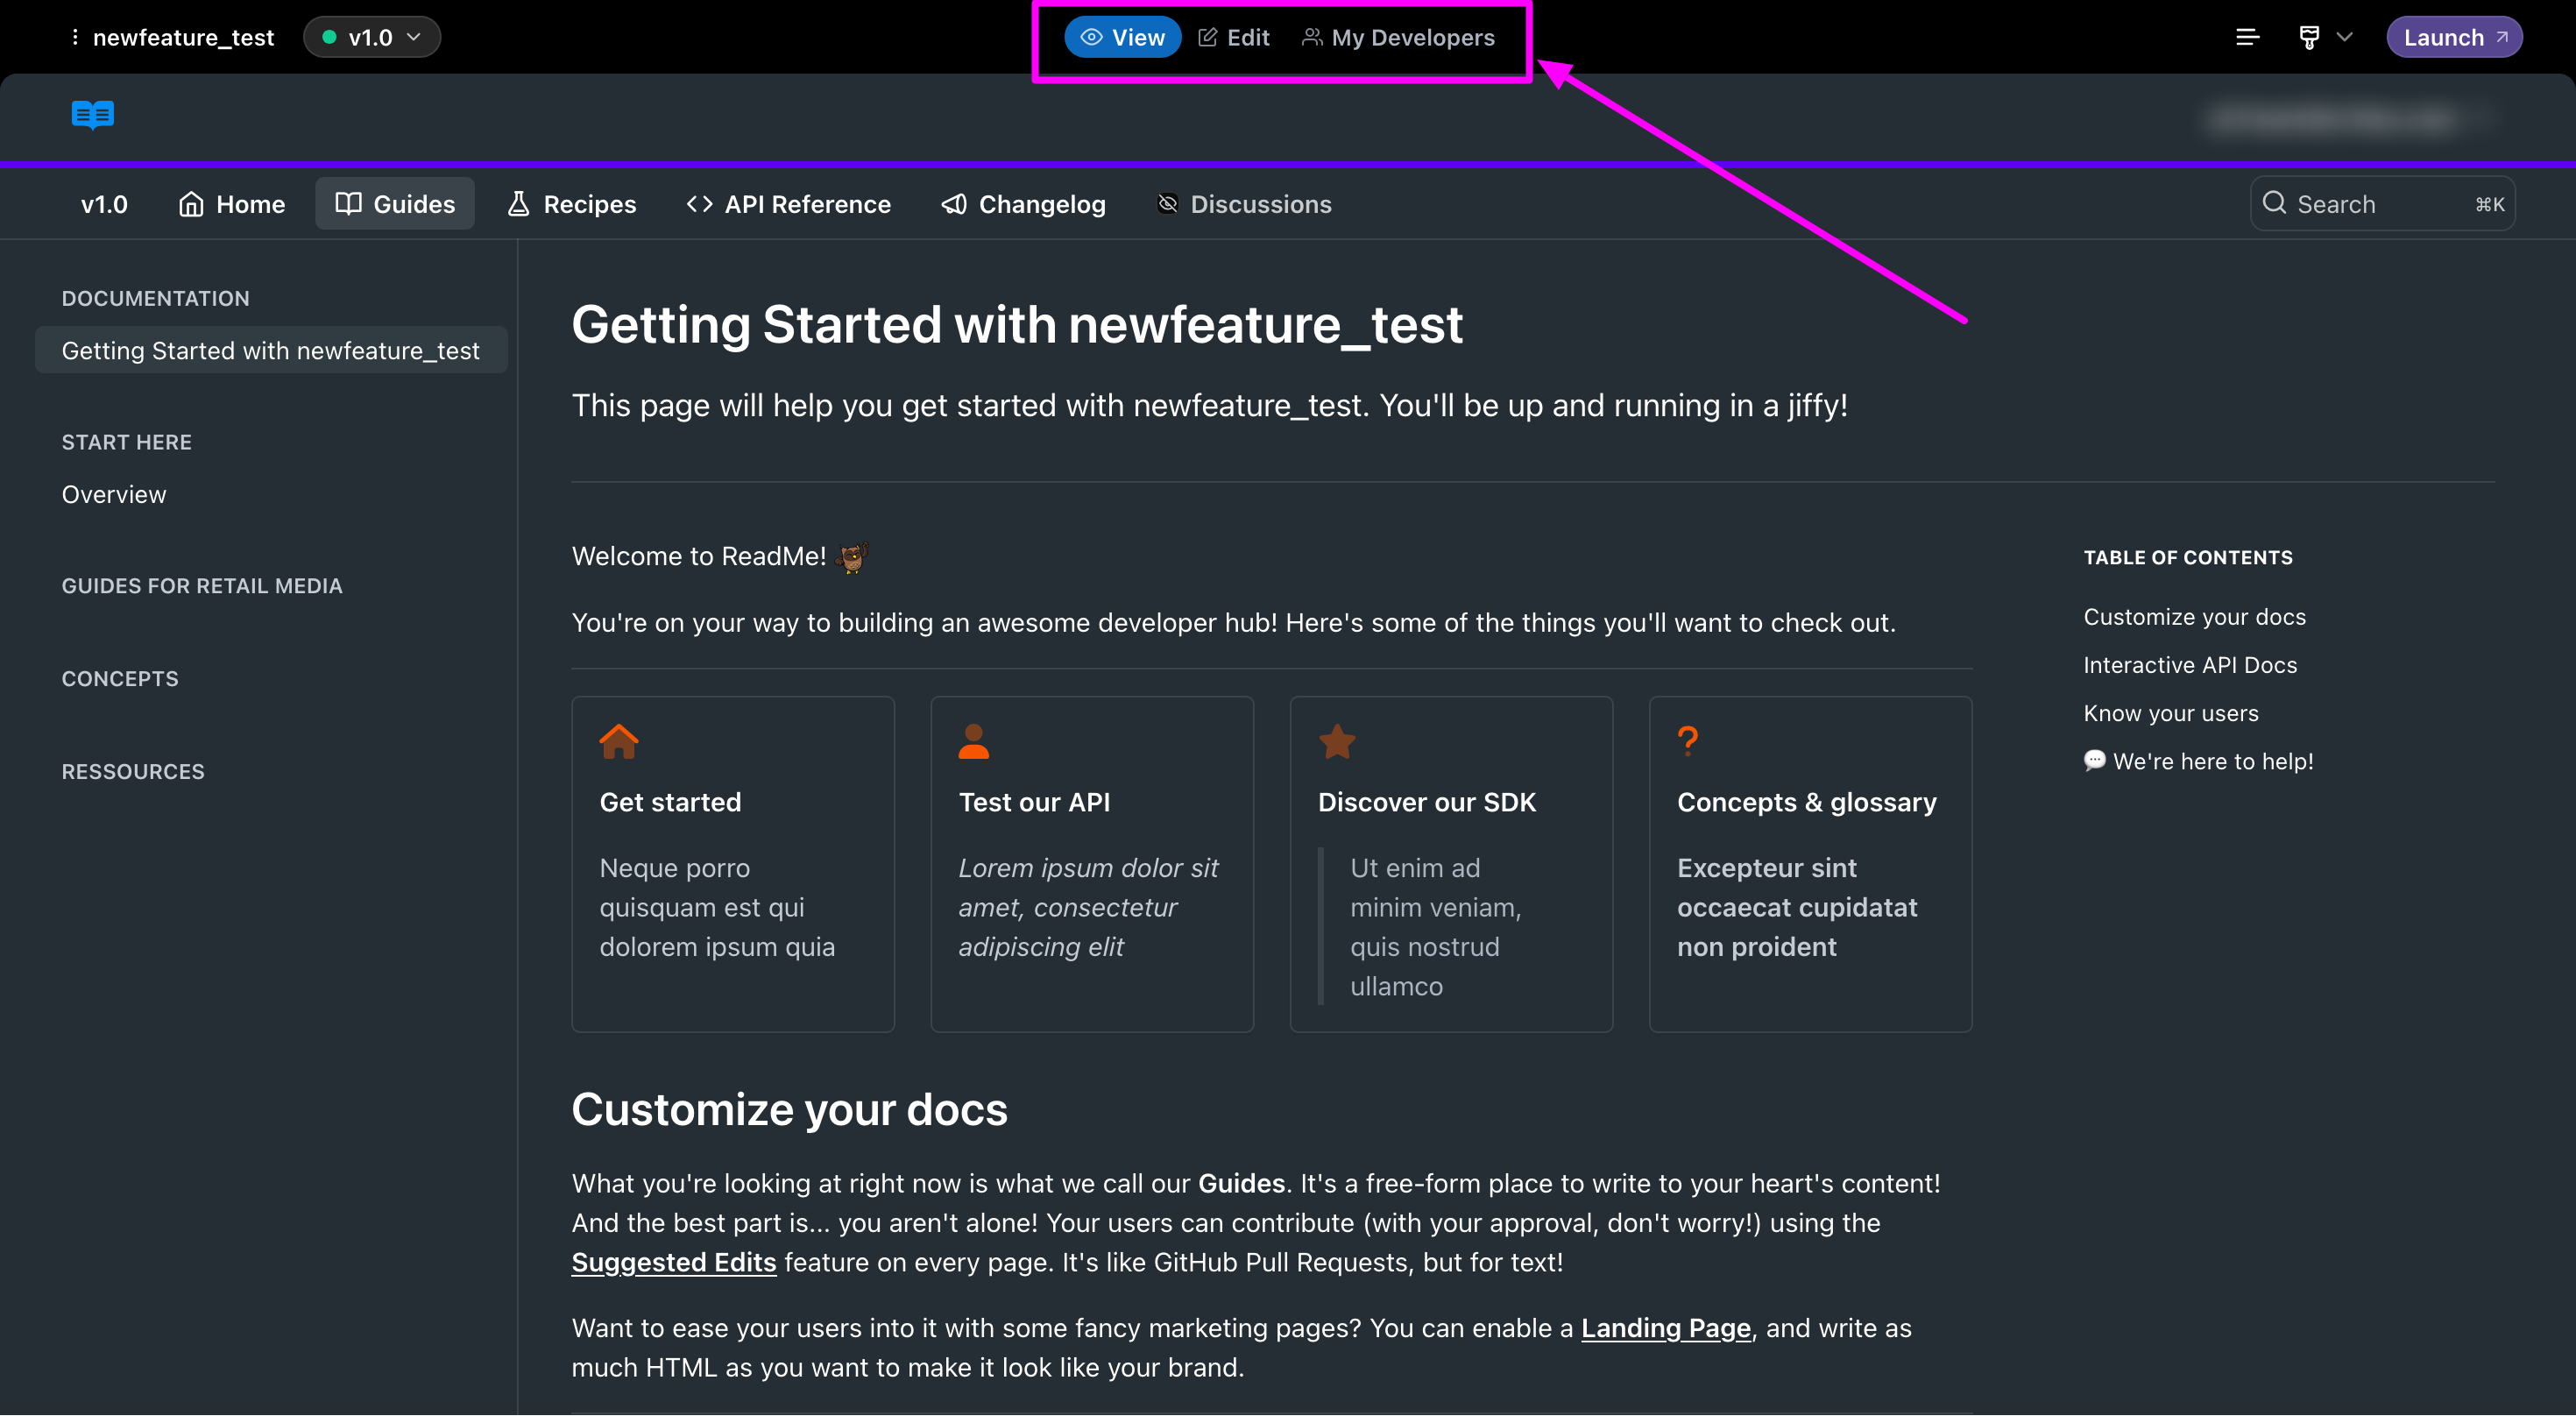 newfeature_test v1.0 View Edit My Developers Launch
v1.0 Home Guides Recipes API Reference Changelog Discussions Search ⌘K
DOCUMENTATION
Getting Started with newfeature_test
START HERE
Overview
GUIDES FOR RETAIL MEDIA
CONCEPTS
RESSOURCES
Getting Started with newfeature_test
This page will help you get started with newfeature_test. You'll be up and running in a jiffy!
Welcome to ReadMe!
You're on your way to building an awesome developer hub! Here's some of the things you'll want to check out.
Get started
Neque porro
quisquam est qui
dolorem ipsum quia
Test our API
Lorem ipsum dolor sit
amet, consectetur
adipiscing elit
Discover our SDK
Ut enim ad
minim veniam,
quis nostrud
ullamco
?
Concepts & glossary
Excepteur sint
occaecat cupidatat
non proident
Customize your docs
What you're looking at right now is what we call our Guides. It's a free-form place to write to your heart's content!
And the best part is... you aren't alone! Your users can contribute (with your approval, don't worry!) using the
Suggested Edits feature on every page. It's like GitHub Pull Requests, but for text!
Want to ease your users into it with some fancy marketing pages? You can enable a Landing Page, and write as
much HTML as you want to make it look like your brand.
TABLE OF CONTENTS
Customize your docs
Interactive API Docs
Know your users
💬 We're here to help!